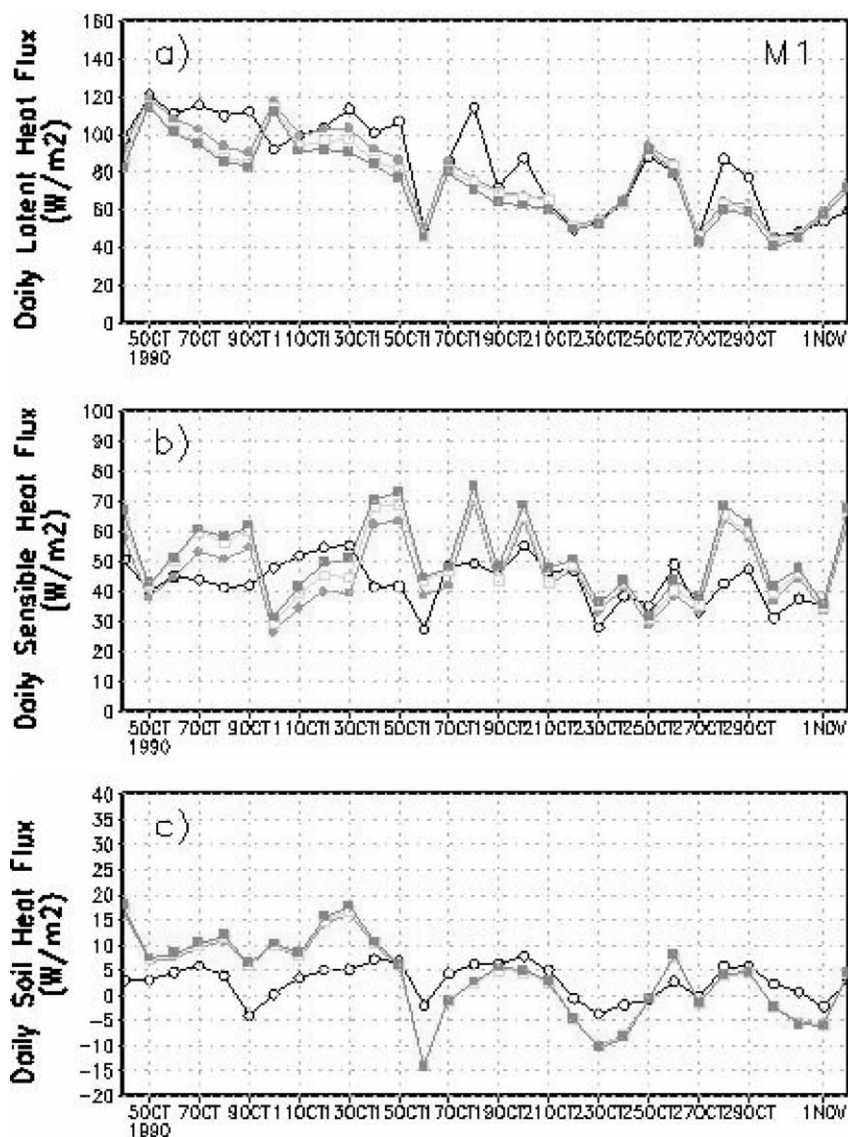 a)
M1
Daily Latent Heat Flux
(W/m2)
160
140
120
100
80
60
40
20
0
5OCT 7OCT 9OCT 11OCT 13OCT 15OCT 17OCT 19OCT 21OCT 23OCT 25OCT 27OCT 29OCT 1NOV
1990
b)
Daily Sensible Heat Flux
(W/m2)
100
90
80
70
60
50
40
30
20
10
0
5OCT 7OCT 9OCT 11OCT 13OCT 15OCT 17OCT 19OCT 21OCT 23OCT 25OCT 27OCT 29OCT 1NOV
1990
c)
Daily Soil Heat Flux
(W/m2)
40
35
30
25
20
15
10
5
0
-5
-10
-15
-20
5OCT 7OCT 9OCT 11OCT 13OCT 15OCT 17OCT 19OCT 21OCT 23OCT 25OCT 27OCT 29OCT 1NOV
1990